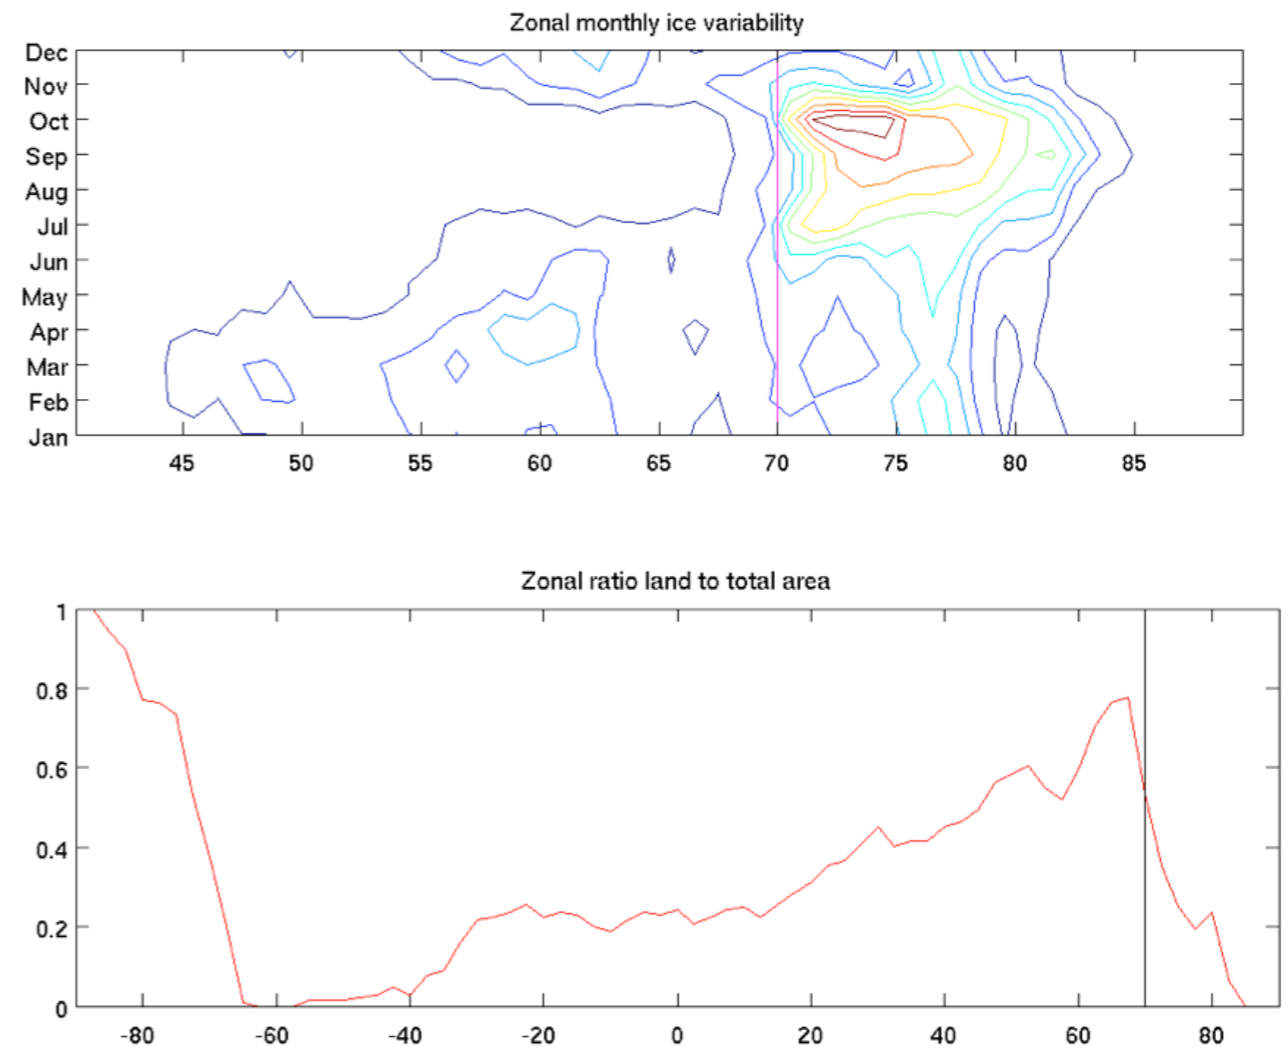 Zonal monthly ice variability
Dec
Nov
Oct
Sep
Aug
Jul
Jun
May
Apr
Mar
Feb
Jan
45 50 55 60 65 70 75 80 85
Zonal ratio land to total area
1
0.8
0.6
0.4
0.2
0
-80 -60 -40 -20 0 20 40 60 80